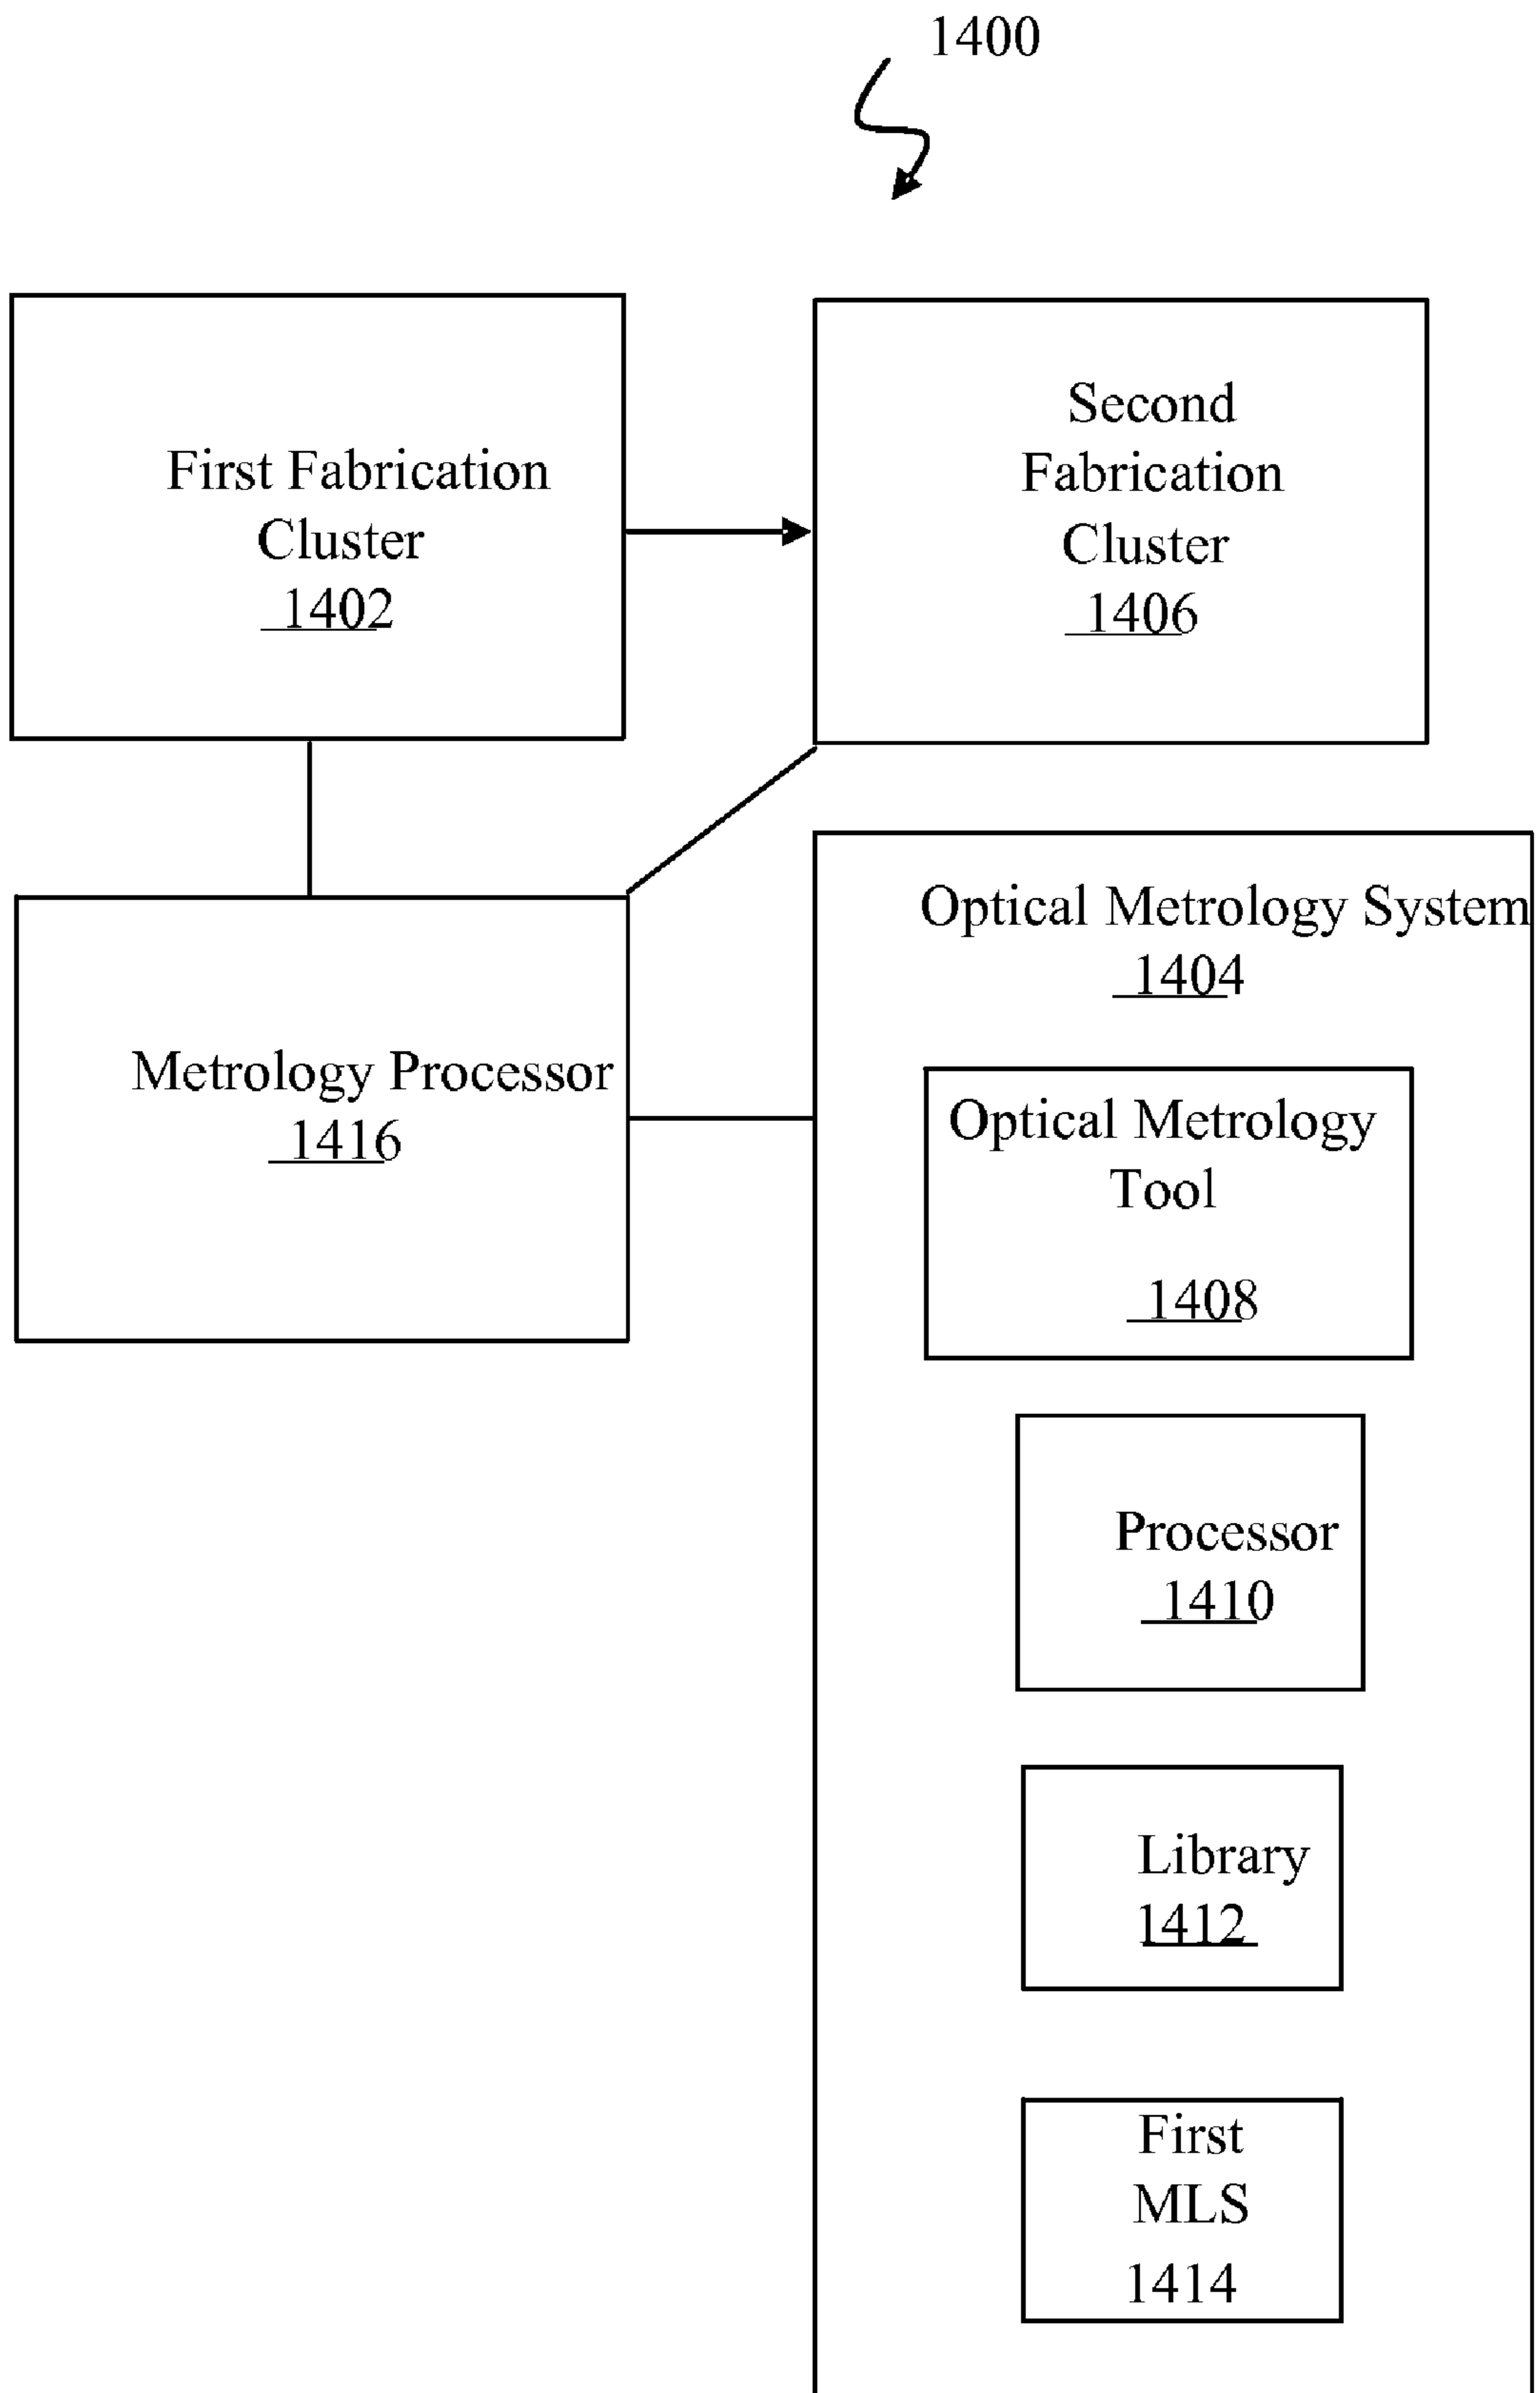 1400
First Fabrication
Cluster
1402
Second
Fabrication
Cluster
1406
Metrology Processor
1416
Optical Metrology System
1404
Optical Metrology
Tool
1408
Processor
1410
Library
1412
First
MLS
1414